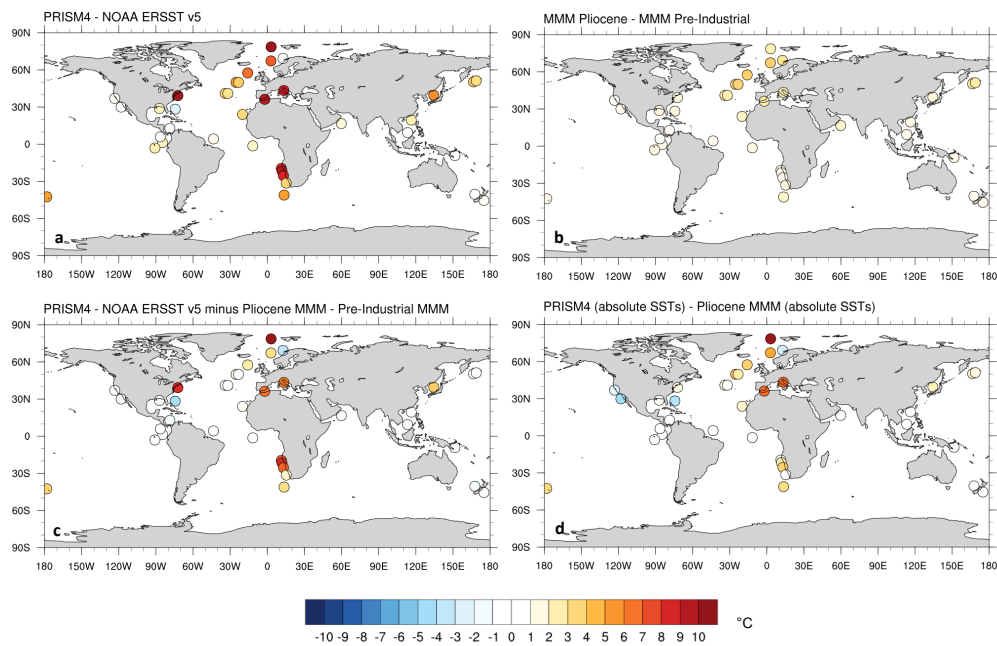 PRISM4 - NOAA ERSST v5
90N
60N
30N
0
30S
60S
90S
a
180 150W 120W 90W 60W 30W 0 30E 60E 90E 120E 150E 180
MMM Pliocene - MMM Pre-Industrial
90N
60N
30N
0
30S
60S
90S
b
180 150W 120W 90W 60W 30W 0 30E 60E 90E 120E 150E 180
PRISM4 - NOAA ERSST v5 minus Pliocene MMM - Pre-Industrial MMM
90N
60N
30N
0
30S
60S
90S
c
180 150W 120W 90W 60W 30W 0 30E 60E 90E 120E 150E 180
PRISM4 (absolute SSTs) - Pliocene MMM (absolute SSTs)
90N
60N
30N
0
30S
60S
90S
d
180 150W 120W 90W 60W 30W 0 30E 60E 90E 120E 150E 180
-10 -9 -8 -7 -6 -5 -4 -3 -2 -1 0 1 2 3 4 5 6 7 8 9 10
°C